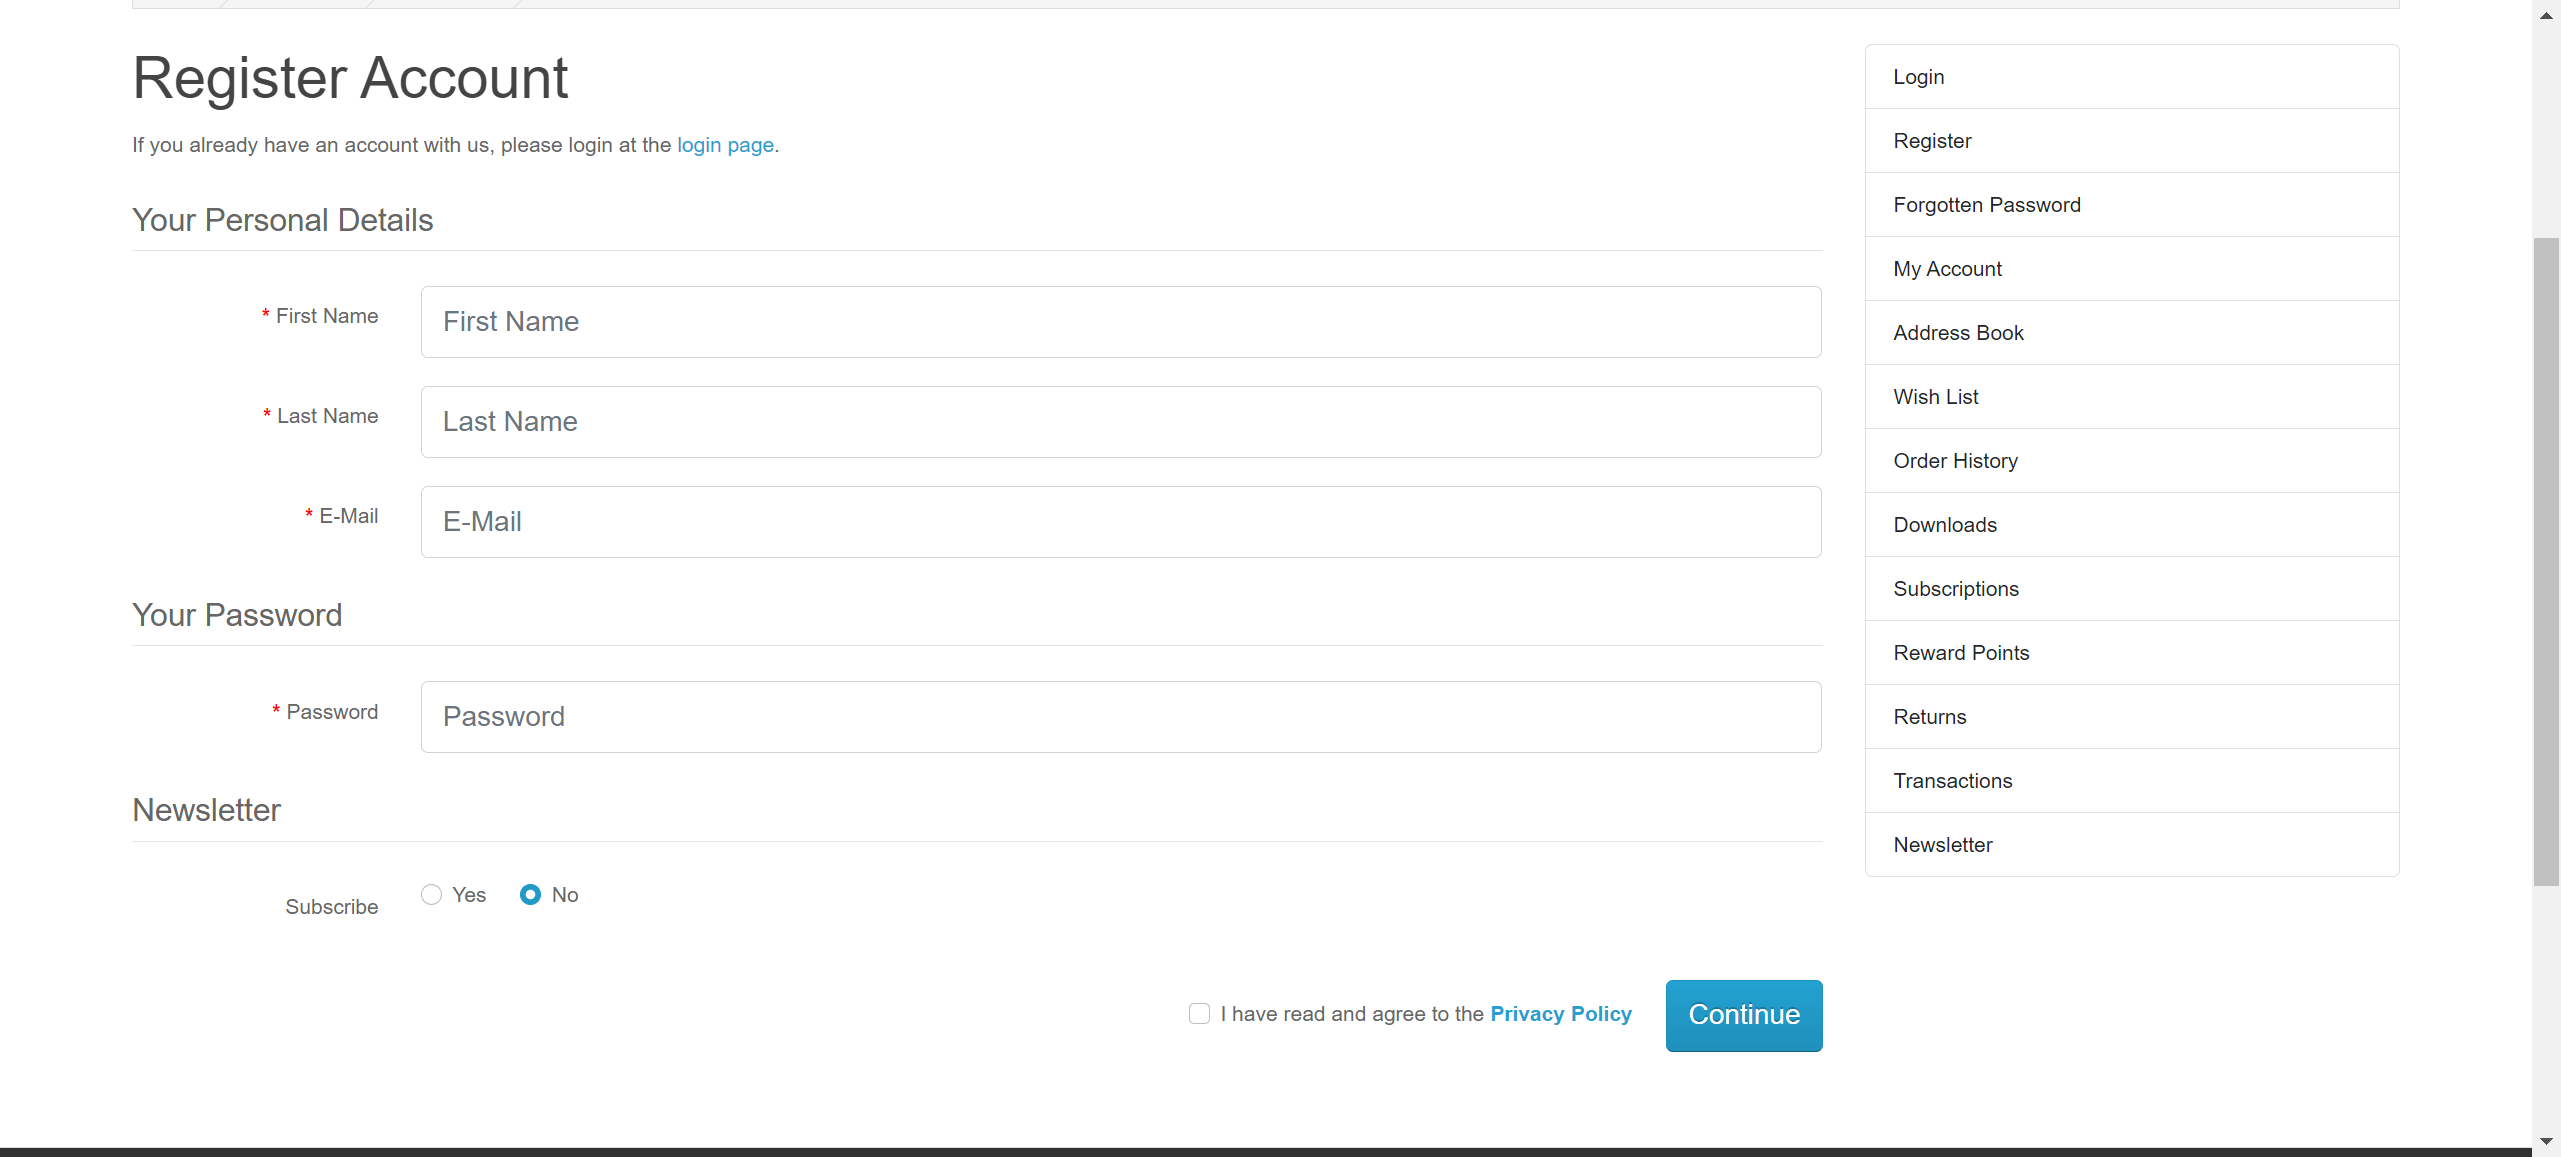 Register Account
If you already have an account with us, please login at the login page.
Your Personal Details
* First Name
First Name
* Last Name
Last Name
* E-Mail
E-Mail
Your Password
* Password
Password
Newsletter
Subscribe
Yes
No
I have read and agree to the Privacy Policy
Continue
Login
Register
Forgotten Password
My Account
Address Book
Wish List
Order History
Downloads
Subscriptions
Reward Points
Returns
Transactions
Newsletter